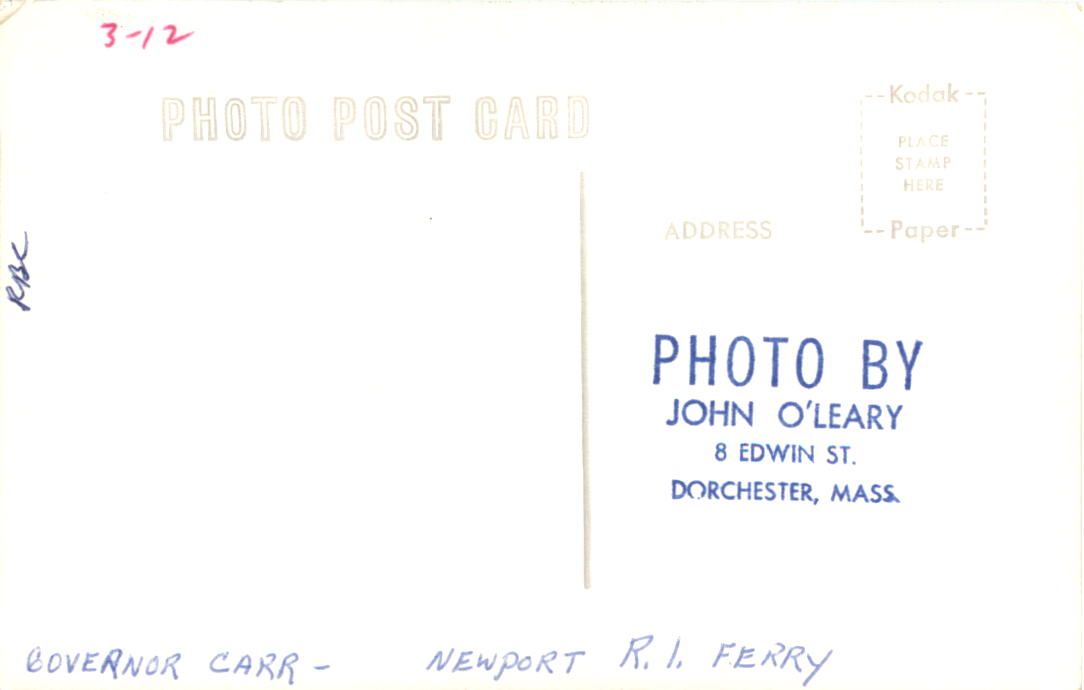 3-12
PHOTO POST CARD
--Kodak--
PLACE
STAMP
HERE
--Paper--
ADDRESS
RBC
PHOTO BY
JOHN O'LEARY
8 EDWIN ST.
DORCHESTER, MASS.
GOVERNOR CARR - NEWPORT R. I. FERRY